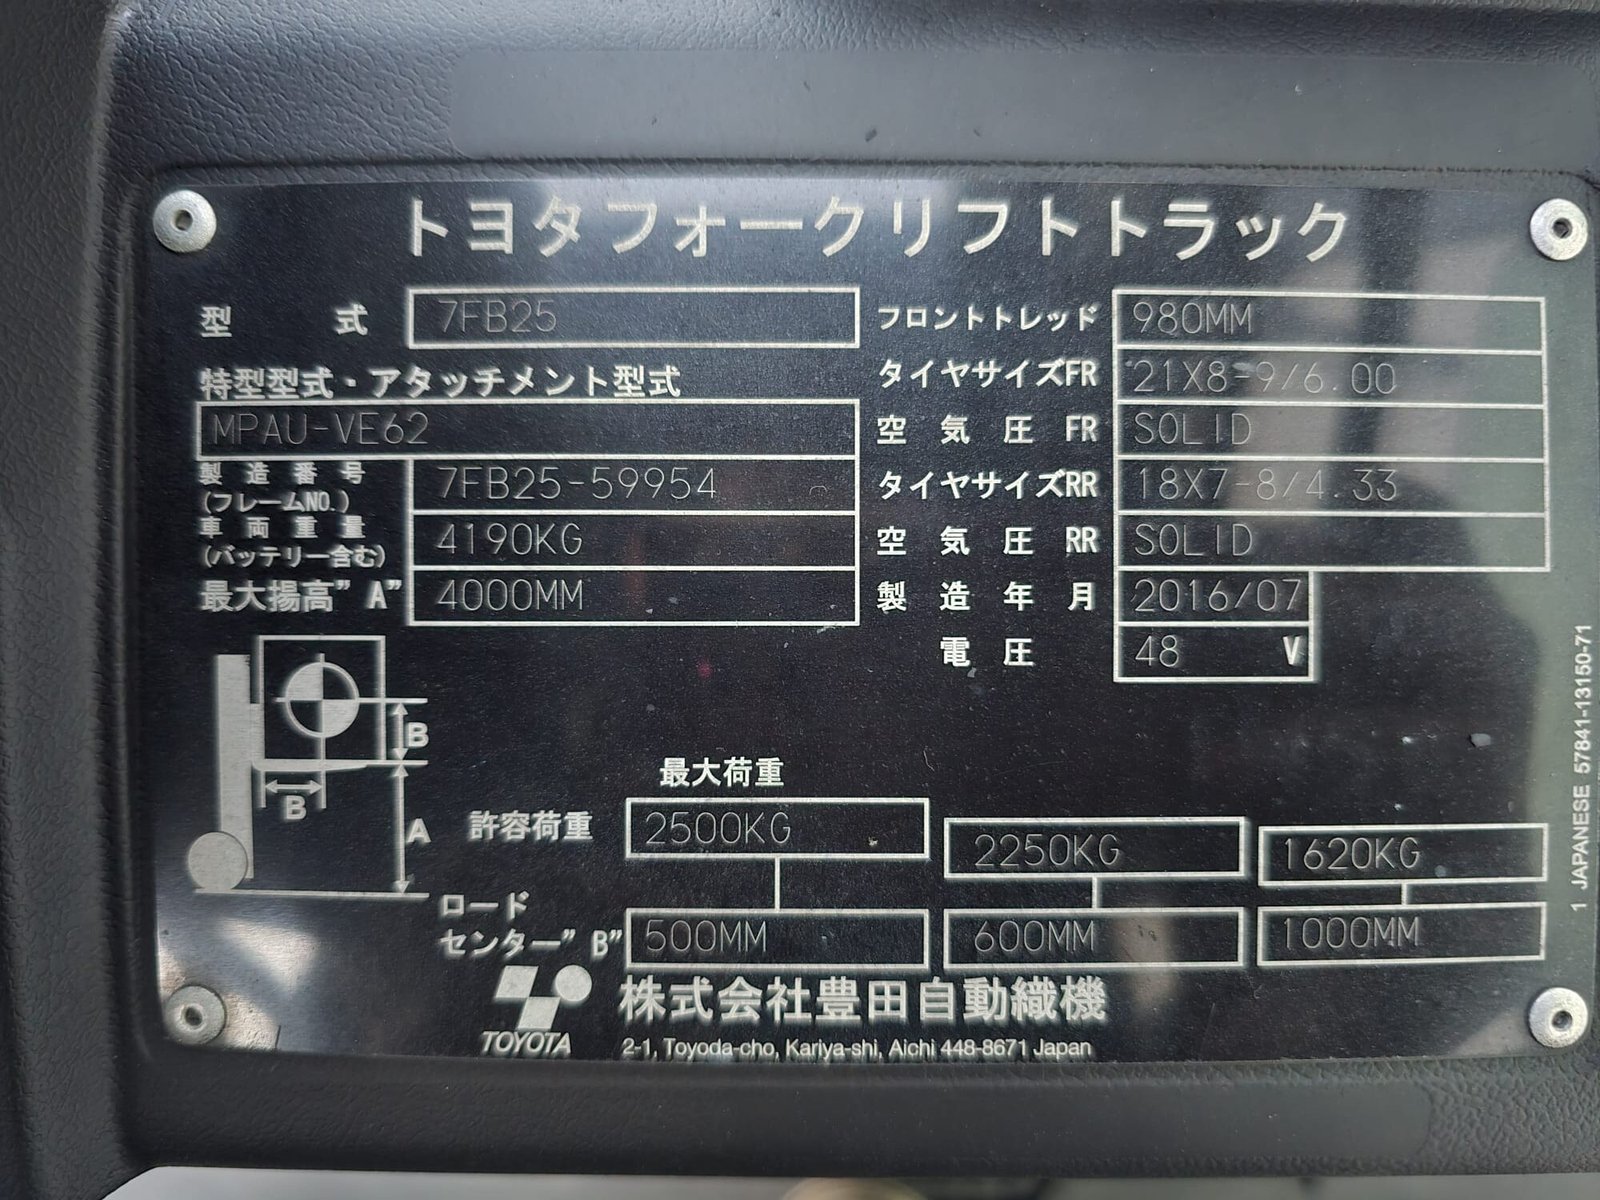 トヨタフォークリフトトラック
型式 7FB25
特型型式・アタッチメント型式
MPAU-VE62
製造番号
(フレームNO.) 7FB25-59954
車両重量
(バッテリー含む) 4190KG
最大揚高"A" 4000MM
フロントトレッド 980MM
タイヤサイズFR 21X8-9/6.00
空気圧 FR SOLID
タイヤサイズRR 18X7-8/4.33
空気圧 RR SOLID
製造年月 2016/07
電圧 48 V
B
B
A
最大荷重
許容荷重 2500KG 2250KG 1620KG
ロード
センター"B" 500MM 600MM 1000MM
TOYOTA
株式会社豊田自動織機
2-1, Toyoda-cho, Kariya-shi, Aichi 448-8671 Japan
1 JAPANESE 57841-13150-71